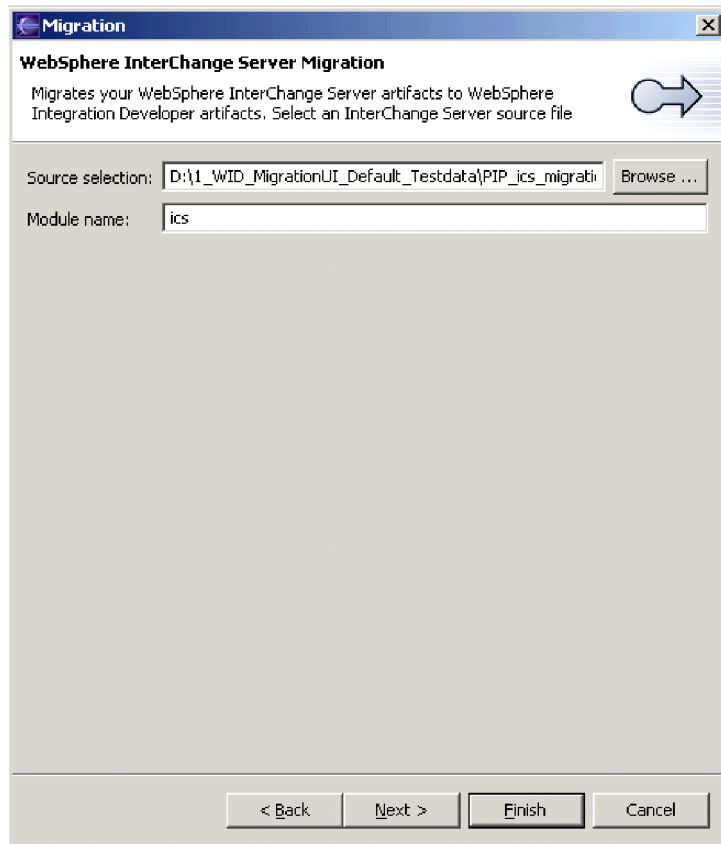 Migration
WebSphere InterChange Server Migration
Migrates your WebSphere InterChange Server artifacts to WebSphere
Integration Developer artifacts. Select an InterChange Server source file
Source selection: D:\1_WID_MigrationUI_Default_Testdata\PIP_ics_migrati Browse ...
Module name: ics
< Back Next > Finish Cancel